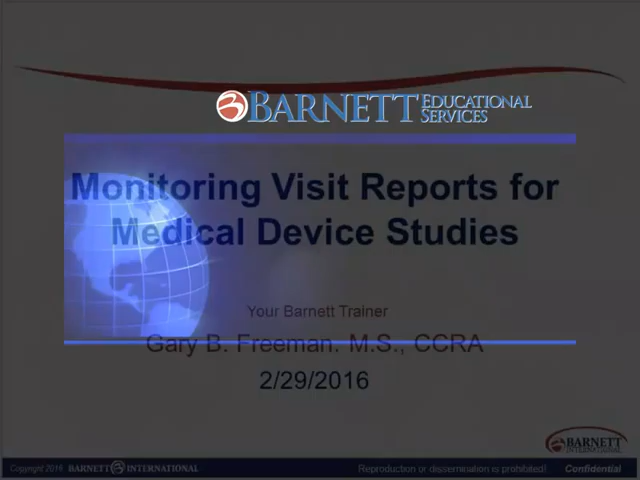 BARNETT EDUCATIONAL SERVICES
Monitoring Visit Reports for
Medical Device Studies
Your Barnett Trainer
Gary B. Freeman. M.S., CCRA
2/29/2016
BARNETT
INTERNATIONAL
Copyright 2016 BARNETT INTERNATIONAL Reproduction or dissemination is prohibited! Confidential